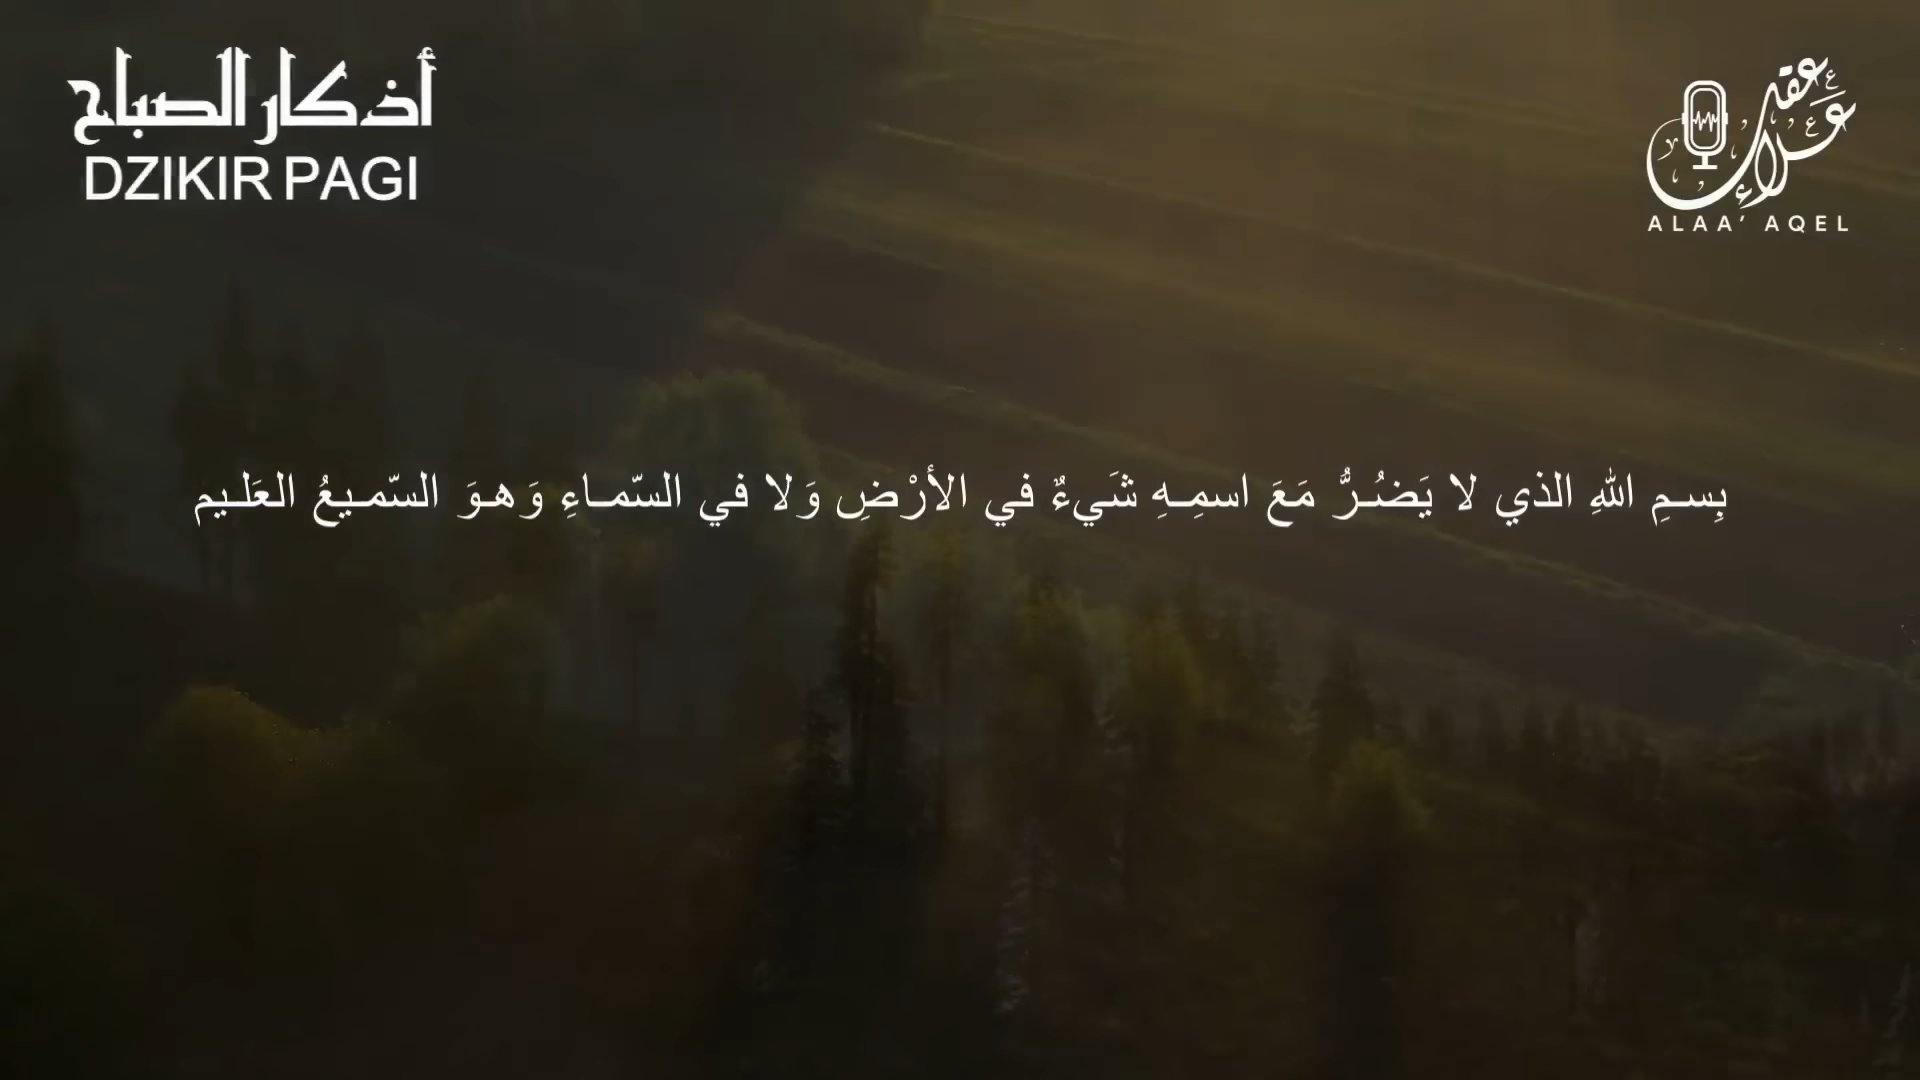 أذكار الصباح
DZIKIR PAGI
علاء عقل
ALAA' AQEL
بِسـمِ اللهِ الذي لا يَضُـرُّ مَعَ اسمِـهِ شَيءٌ في الأرْضِ وَلا في السّمـاءِ وَهـوَ السّمـيعُ العَلـيم